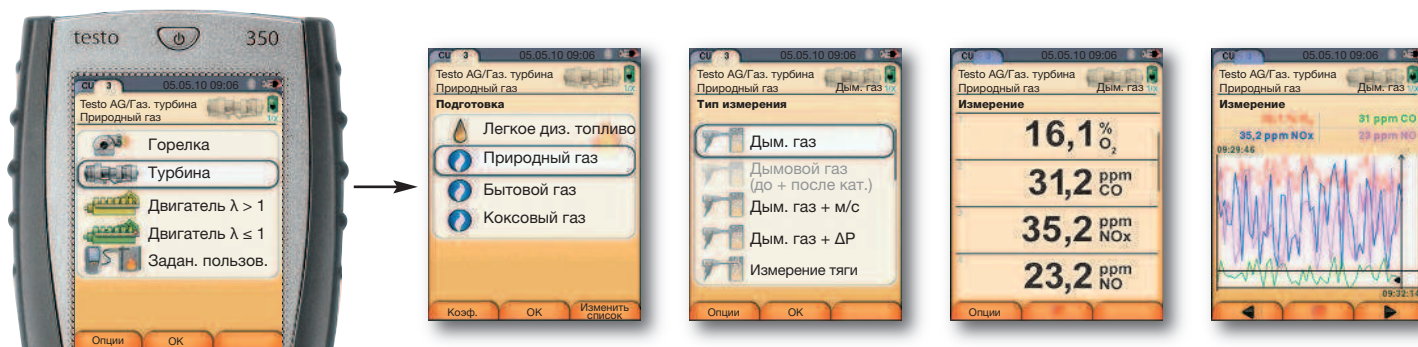 testo 350
CU 3 05.05.10 09:06
Testo AG/Газ. турбина
Природный газ
1/x
Горелка
Турбина
Двигатель λ > 1
Двигатель λ ≤ 1
Задан. пользов.
Опции OK
CU 3 05.05.10 09:06
Testo AG/Газ. турбина
Природный газ
1/x
Подготовка
Легкое диз. топливо
Природный газ
Бытовой газ
Коксовый газ
Коэф. OK Изменить
список
CU 3 05.05.10 09:06
Testo AG/Газ. турбина
Природный газ Дым. газ 1/x
Тип измерения
Дым. газ
Дымовой газ
(до + после кат.)
Дым. газ + м/с
Дым. газ + ΔP
Измерение тяги
Опции OK
CU 05.05.10 09:06
Testo AG/Газ. турбина
Природный газ Дым. газ 1/x
Измерение
16,1 % O2
31,2 ppm CO
35,2 ppm NOx
23,2 ppm NO
Опции
CU 05.05.10 09:06
Testo AG/Газ. турбина
Природный газ Дым. газ 1/x
Измерение
31 ppm CO
35,2 ppm NOx 23 ppm NO
09:29:46
09:32:14